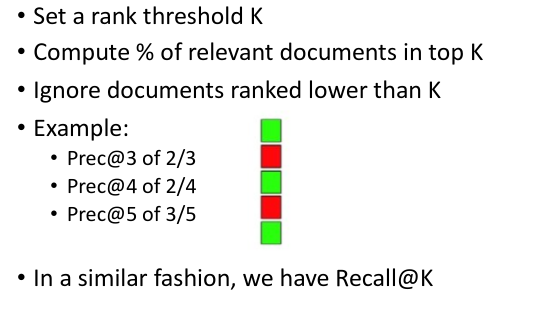 • Set a rank threshold K
• Compute % of relevant documents in top K
• Ignore documents ranked lower than K
• Example:
• Prec@3 of 2/3
• Prec@4 of 2/4
• Prec@5 of 3/5
• In a similar fashion, we have Recall@K